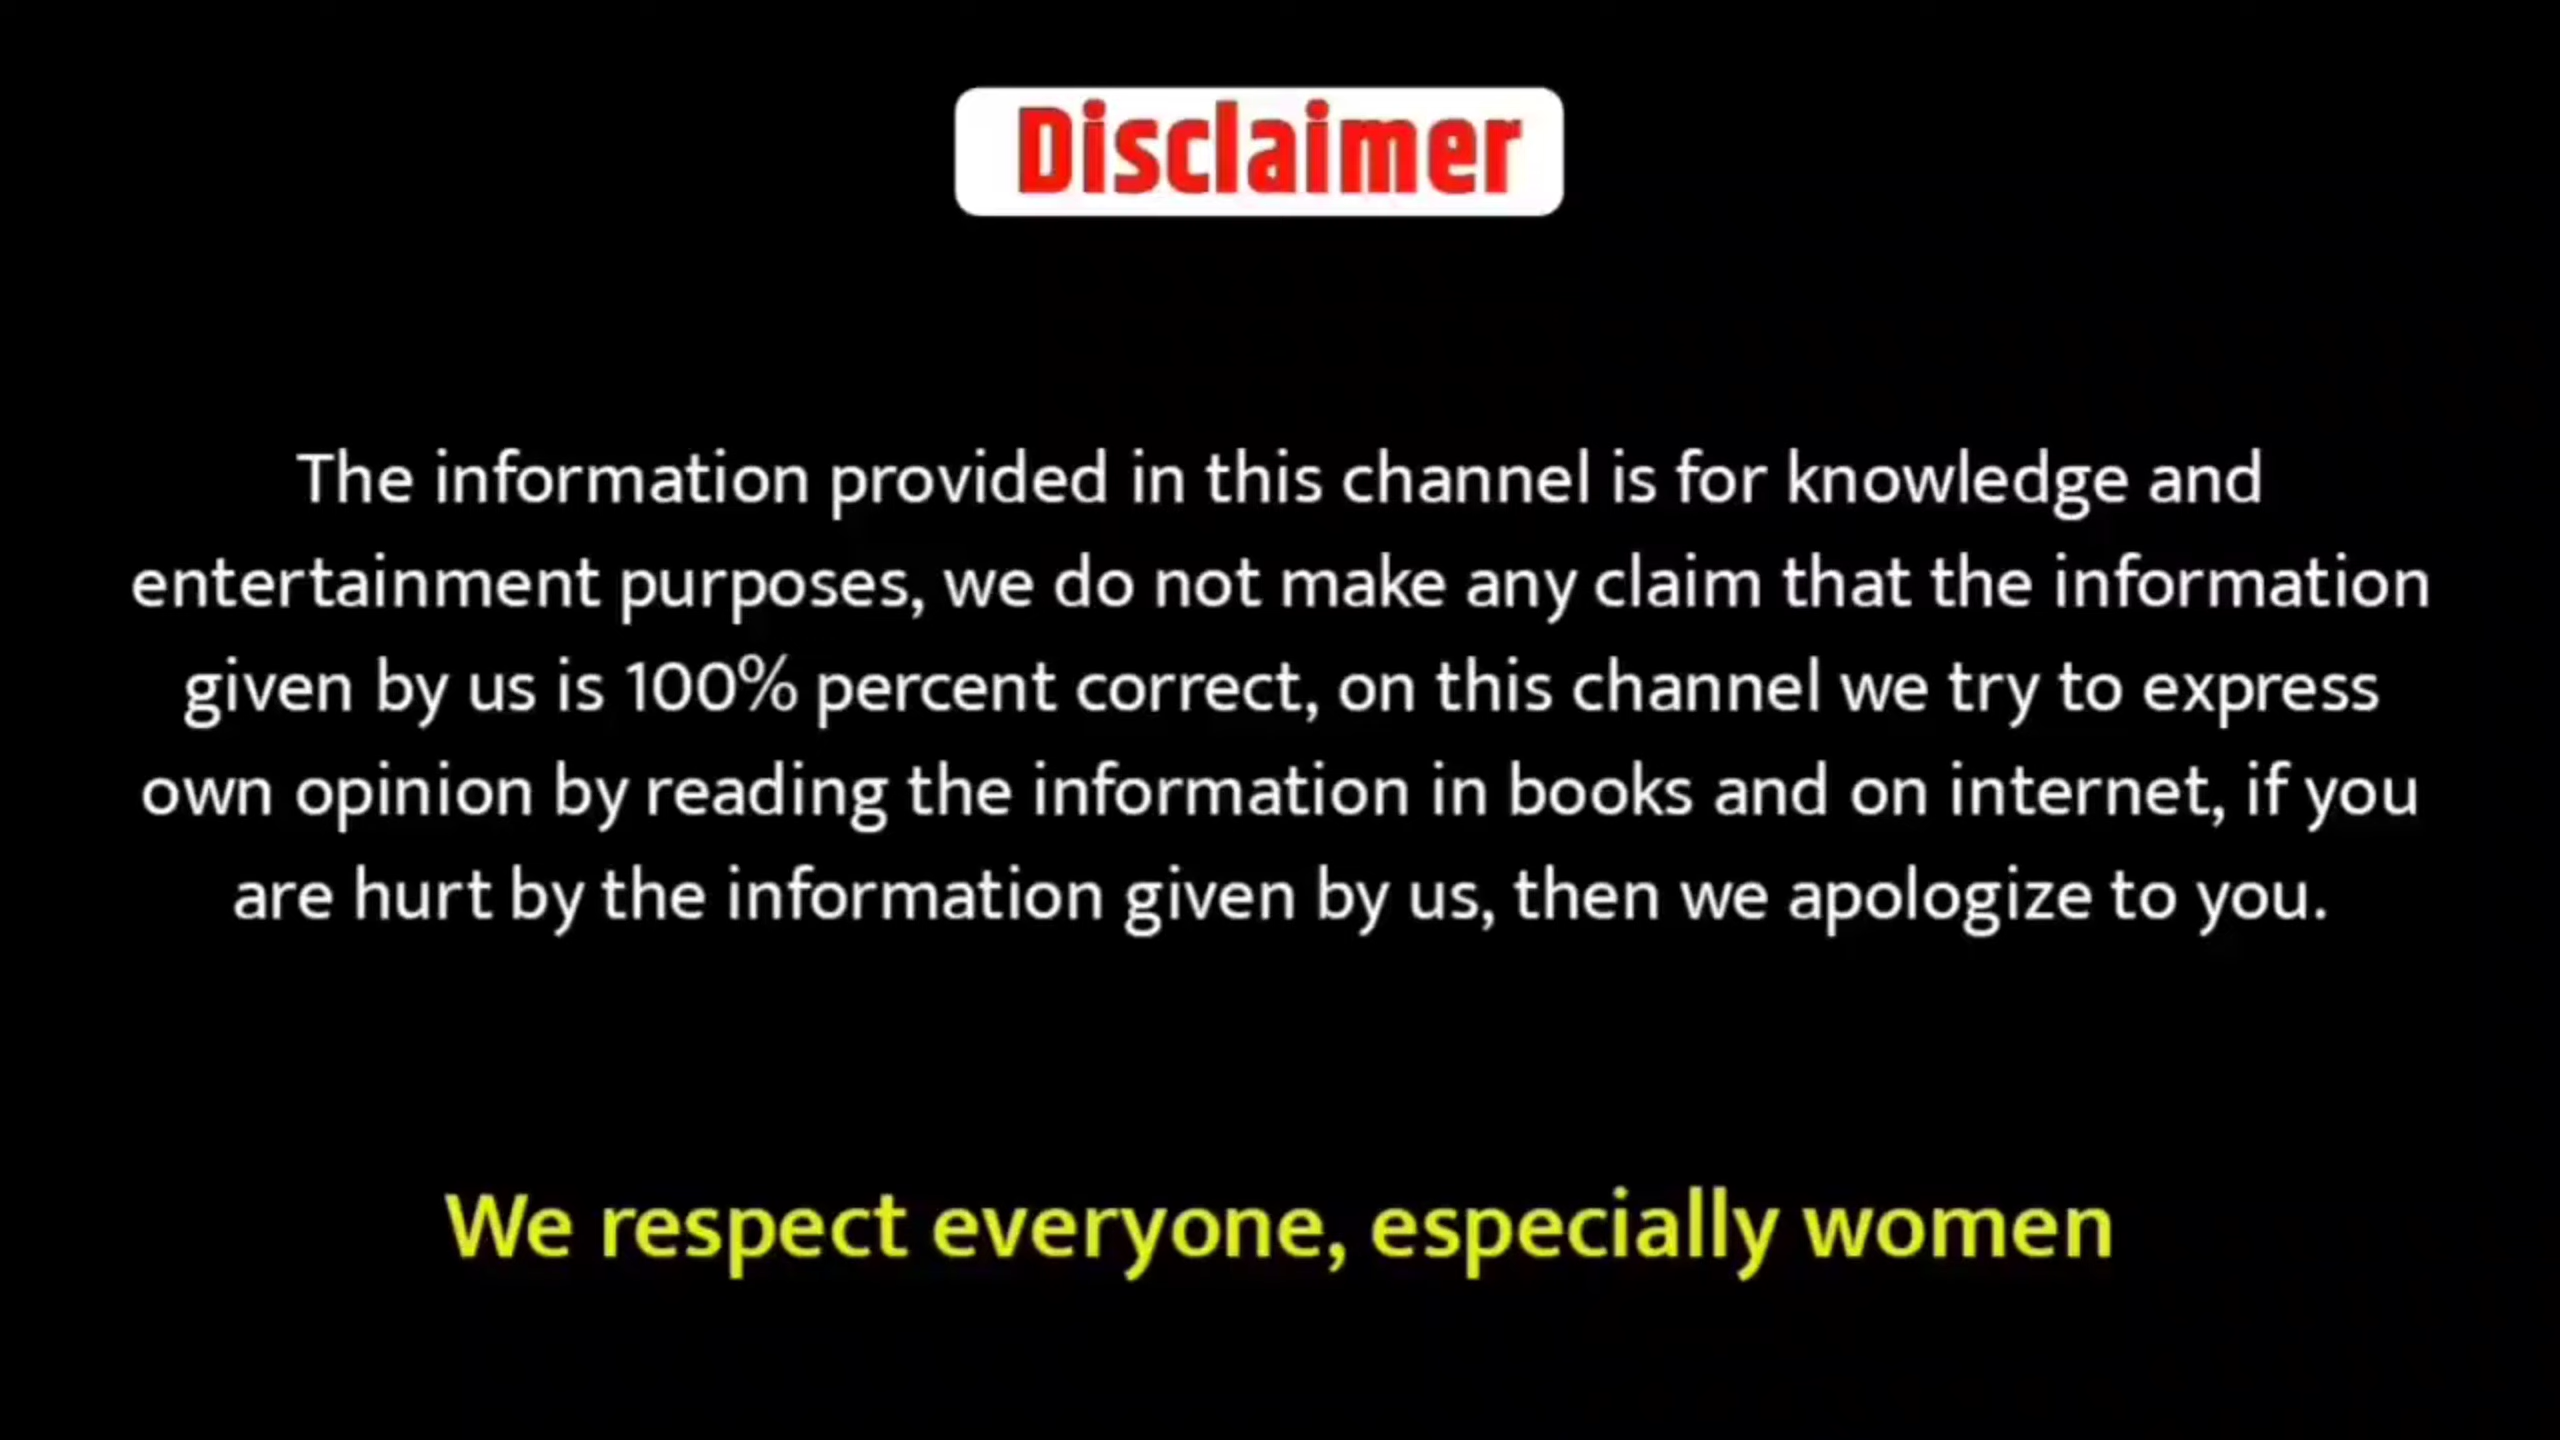 Disclaimer
The information provided in this channel is for knowledge and
entertainment purposes, we do not make any claim that the information
given by us is 100% percent correct, on this channel we try to express
own opinion by reading the information in books and on internet, if you
are hurt by the information given by us, then we apologize to you.
We respect everyone, especially women